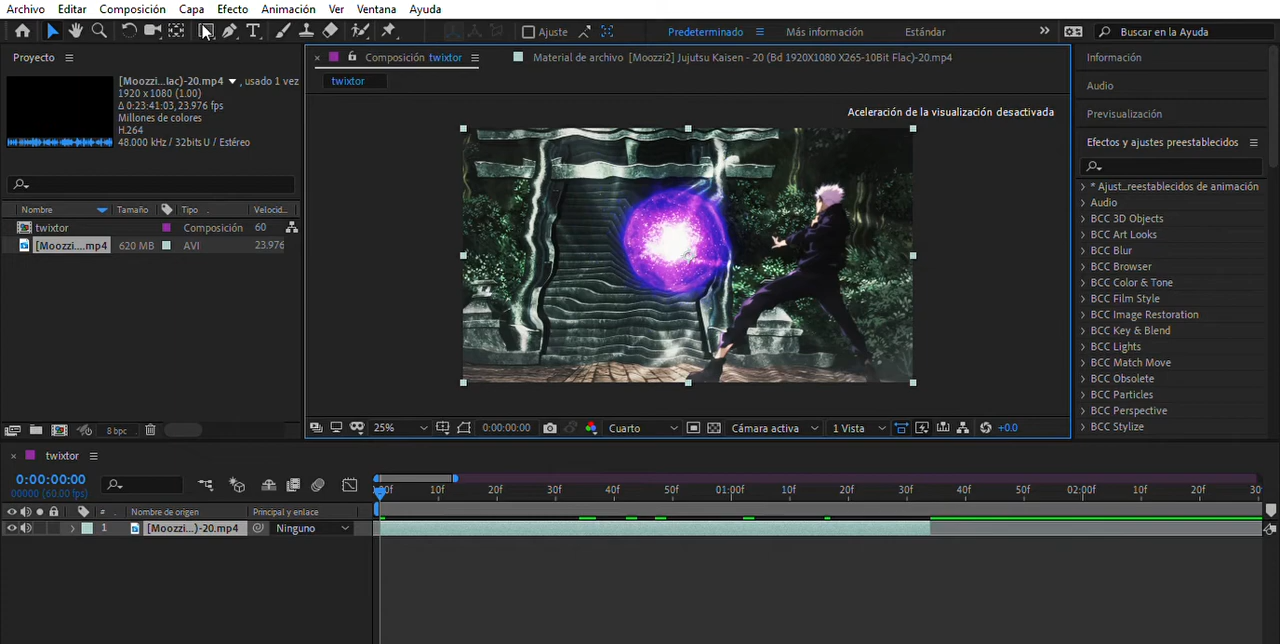 Archivo Editar Composición Capa Efecto Animación Ver Ventana Ayuda
T Ajuste Predeterminado Más información Estándar Buscar en la Ayuda
Proyecto
[Moozzi...lac)-20.mp4 , usado 1 vez
1920 x 1080 (1.00)
Δ 0:23:41:03, 23.976 fps
Millones de colores
H.264
48.000 kHz / 32bits U / Estéreo
Nombre Tamaño Tipo Velocid...
twixtor Composición 60
[Moozzi....mp4 620 MB AVI 23.976
8 bpc
Composición twixtor
Material de archivo [Moozzi2] Jujutsu Kaisen - 20 (Bd 1920X1080 X265-10Bit Flac)-20.mp4
twixtor
Aceleración de la visualización desactivada
25% 0:00:00:00 Cuarto Cámara activa 1 Vista +0.0
Información
Audio
Previsualización
Efectos y ajustes preestablecidos
* Ajust...reestablecidos de animación
Audio
BCC 3D Objects
BCC Art Looks
BCC Blur
BCC Browser
BCC Color & Tone
BCC Film Style
BCC Image Restoration
BCC Key & Blend
BCC Lights
BCC Match Move
BCC Obsolete
BCC Particles
BCC Perspective
BCC Stylize
twixtor
0:00:00:00
00000 (60.00 fps)
:00f 10f 20f 30f 40f 50f 01:00f 10f 20f 30f 40f 50f 02:00f 10f 20f 30
# Nombre de origen Principal y enlace
1 [Moozzi...)-20.mp4 Ninguno